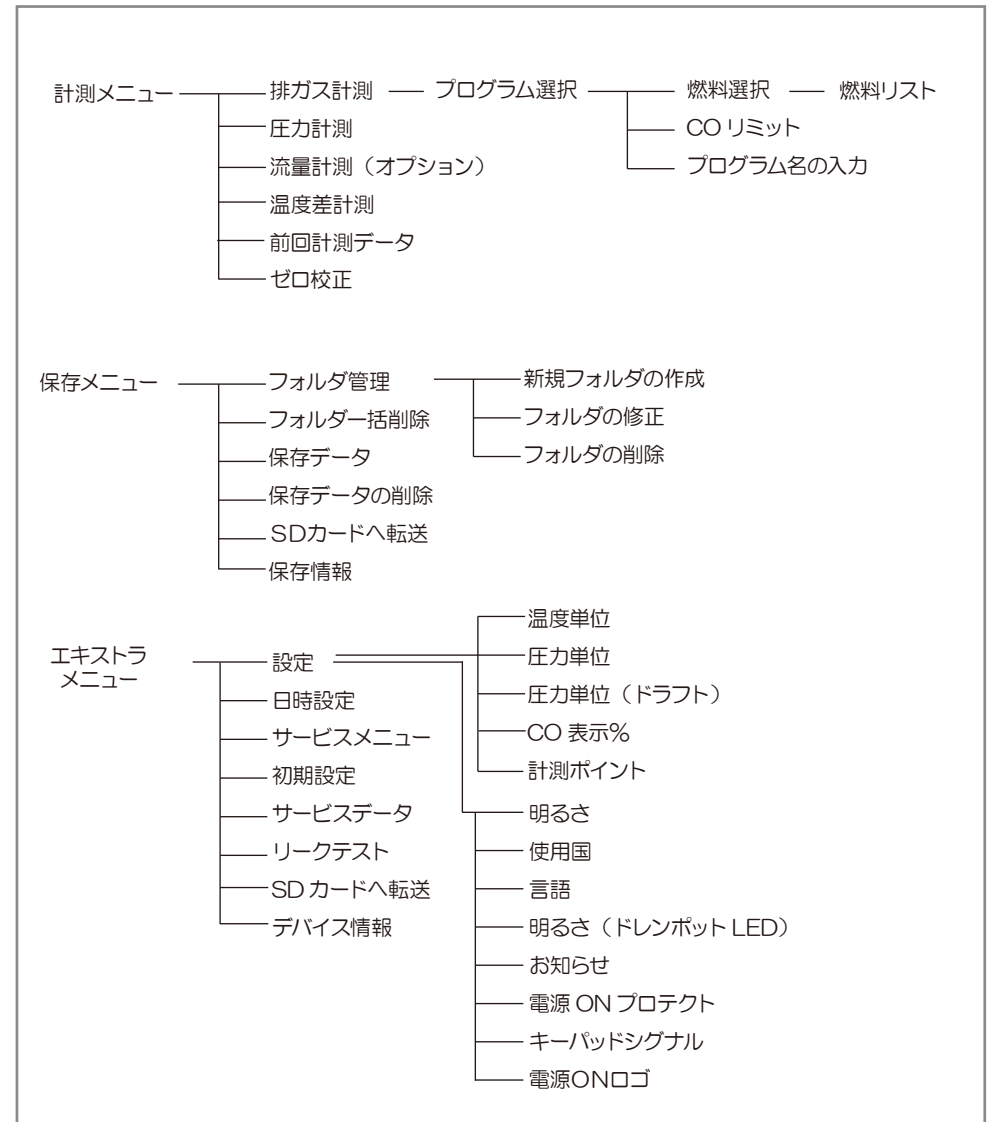 計測メニュー 排ガス計測 プログラム選択 燃料選択 燃料リスト
圧力計測 CO リミット
流量計測（オプション） プログラム名の入力
温度差計測
前回計測データ
ゼロ校正
保存メニュー フォルダ管理 新規フォルダの作成
フォルダー括削除 フォルダの修正
保存データ フォルダの削除
保存データの削除
SDカードへ転送
保存情報
温度単位
エキストラ
メニュー
設定 圧力単位
日時設定 圧力単位（ドラフト）
サービスメニュー CO 表示%
初期設定 計測ポイント
サービスデータ 明るさ
リークテスト 使用国
SD カードへ転送 言語
デバイス情報 明るさ（ドレンポット LED）
お知らせ
電源 ON プロテクト
キーパッドシグナル
電源ONロゴ